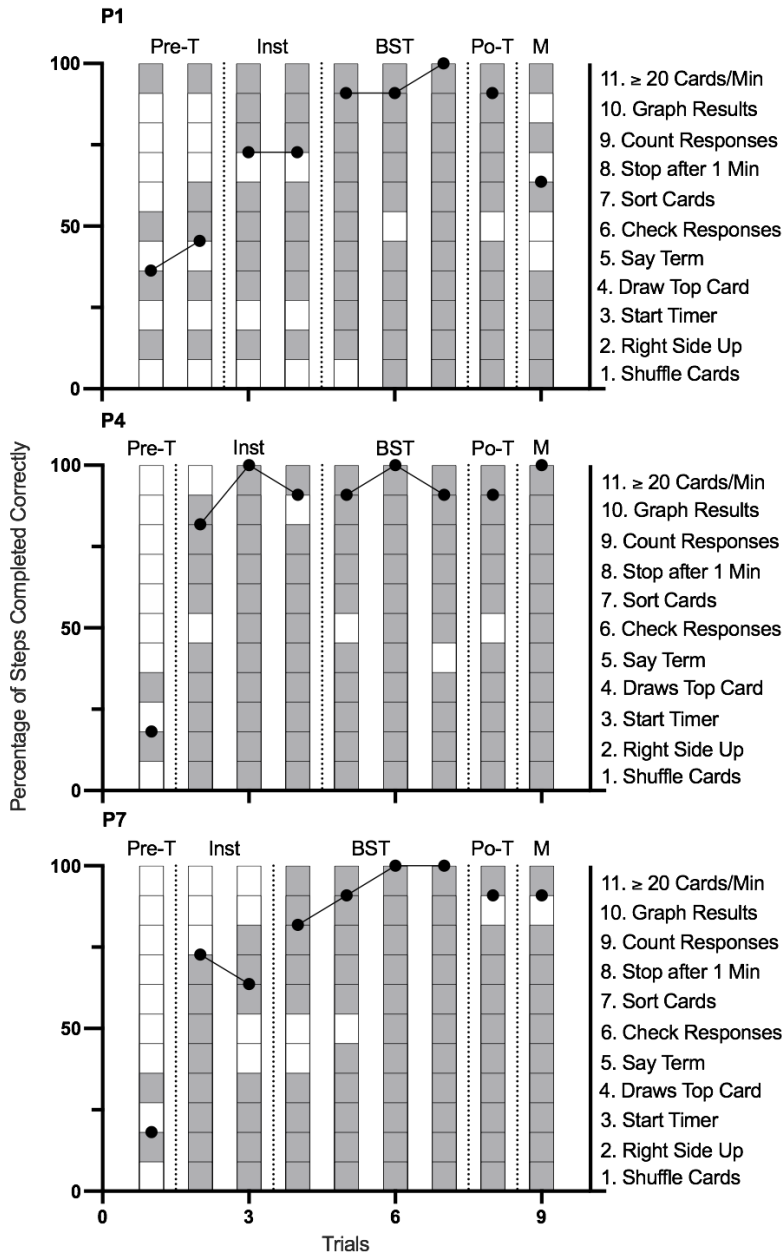 P1
Pre-T Inst BST Po-T M
100
50
0
11. ≥ 20 Cards/Min
10. Graph Results
9. Count Responses
8. Stop after 1 Min
7. Sort Cards
6. Check Responses
5. Say Term
4. Draw Top Card
3. Start Timer
2. Right Side Up
1. Shuffle Cards
P4
Pre-T Inst BST Po-T M
100
50
0
11. ≥ 20 Cards/Min
10. Graph Results
9. Count Responses
8. Stop after 1 Min
7. Sort Cards
6. Check Responses
5. Say Term
4. Draws Top Card
3. Start Timer
2. Right Side Up
1. Shuffle Cards
Percentage of Steps Completed Correctly
P7
Pre-T Inst BST Po-T M
100
50
0
11. ≥ 20 Cards/Min
10. Graph Results
9. Count Responses
8. Stop after 1 Min
7. Sort Cards
6. Check Responses
5. Say Term
4. Draws Top Card
3. Start Timer
2. Right Side Up
1. Shuffle Cards
0 3 6 9
Trials